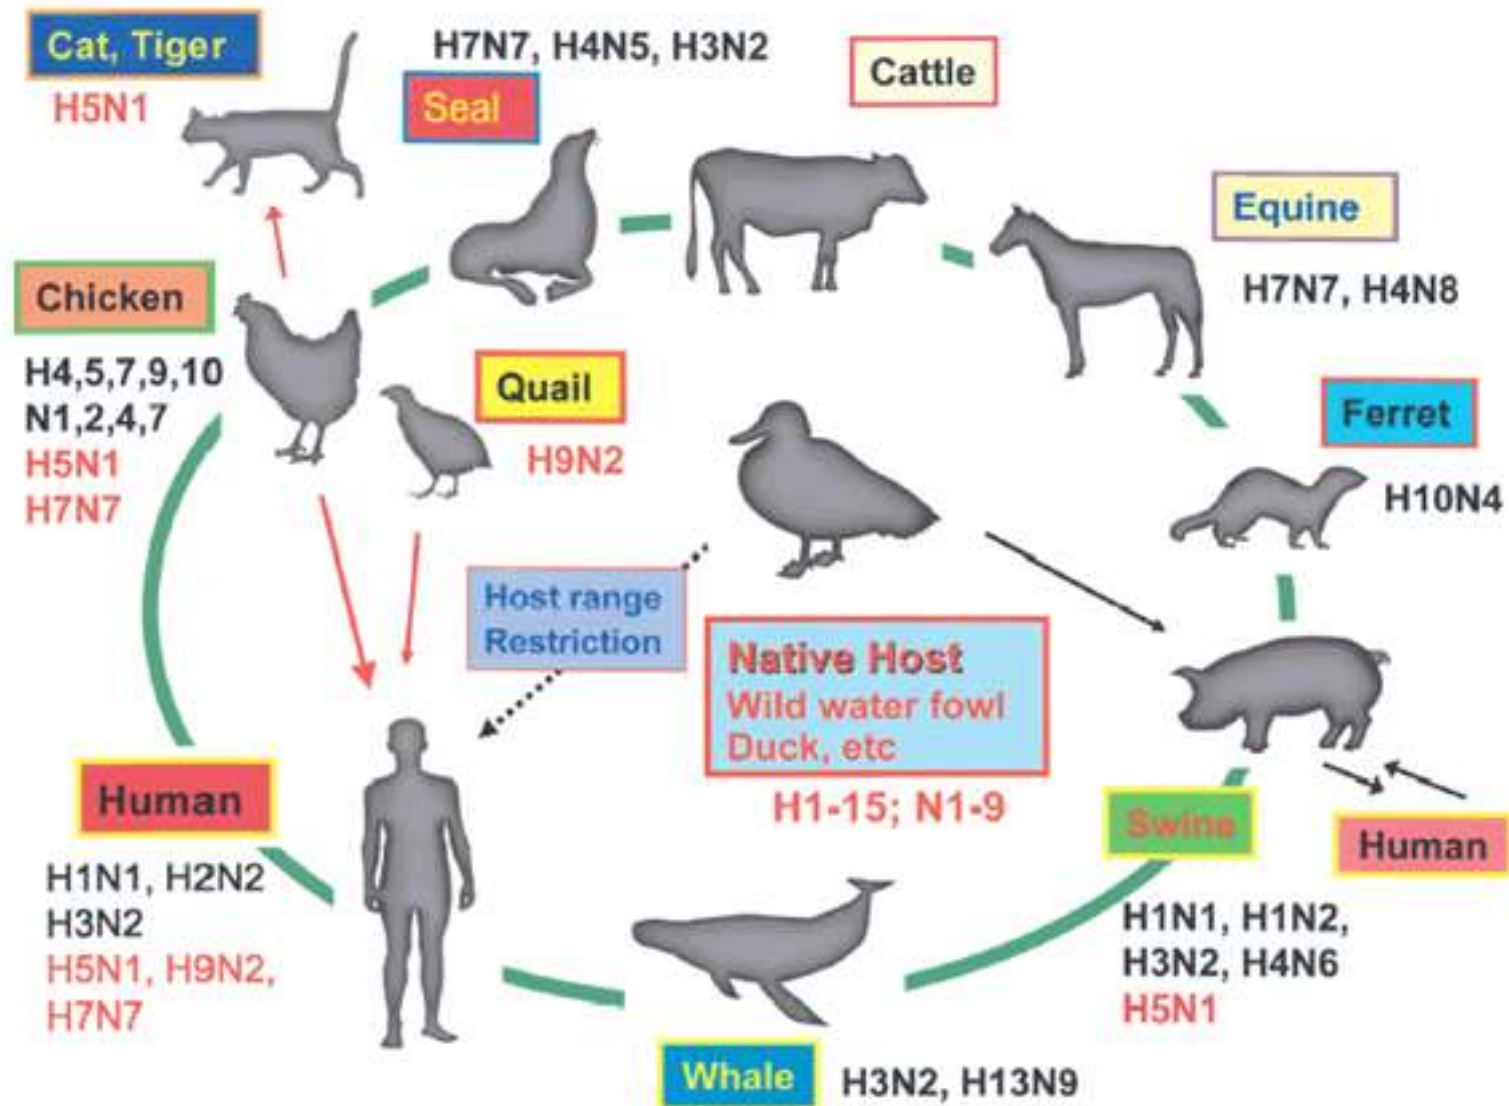 Cat, Tiger
H5N1
H7N7, H4N5, H3N2
Seal
Cattle
Equine
H7N7, H4N8
Chicken
H4,5,7,9,10
N1,2,4,7
H5N1
H7N7
Quail
H9N2
Ferret
H10N4
Host range
Restriction
Native Host
Wild water fowl
Duck, etc
H1-15; N1-9
Human
H1N1, H2N2
H3N2
H5N1, H9N2,
H7N7
Swine
Human
H1N1, H1N2,
H3N2, H4N6
H5N1
Whale
H3N2, H13N9